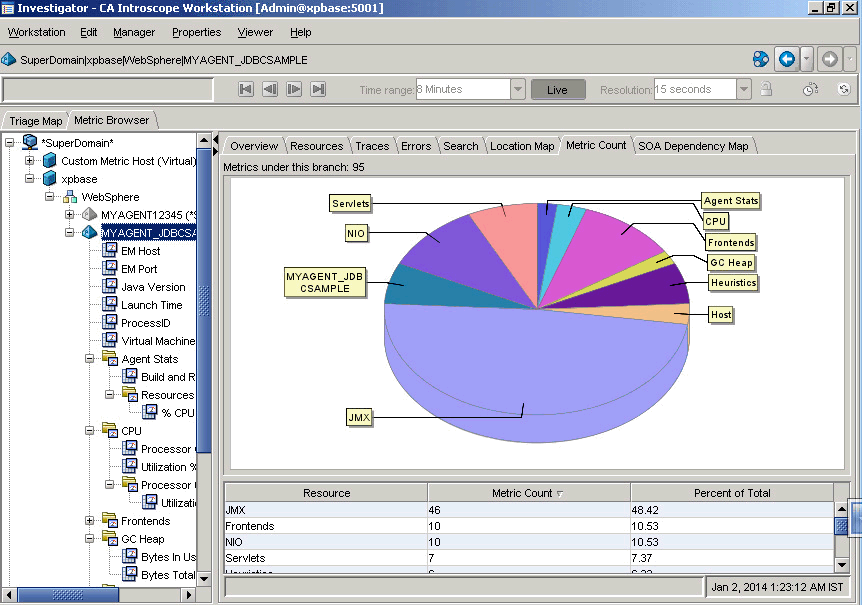 Investigator - CA Introscope Workstation [Admin@xpbase:5001]
Workstation Edit Manager Properties Viewer Help
SuperDomain|xpbase|WebSphere|MYAGENT_JDBCSAMPLE
Time range: 8 Minutes Live Resolution: 15 seconds
Triage Map Metric Browser
*SuperDomain*
Custom Metric Host (Virtual)
xpbase
WebSphere
MYAGENT12345 (*S
MYAGENT_JDBCSA
EM Host
EM Port
Java Version
Launch Time
ProcessID
Virtual Machine
Agent Stats
Build and R
Resources
% CPU
CPU
Processor
Utilization %
Processor
Utilizati
Frontends
GC Heap
Bytes In Us
Bytes Total
Overview Resources Traces Errors Search Location Map Metric Count SOA Dependency Map
Metrics under this branch: 95
Servlets
NIO
MYAGENT_JDB
CSAMPLE
JMX
Agent Stats
CPU
Frontends
GC Heap
Heuristics
Host
Resource Metric Count Percent of Total
JMX 46 48.42
Frontends 10 10.53
NIO 10 10.53
Servlets 7 7.37
Jan 2, 2014 1:23:12 AM IST